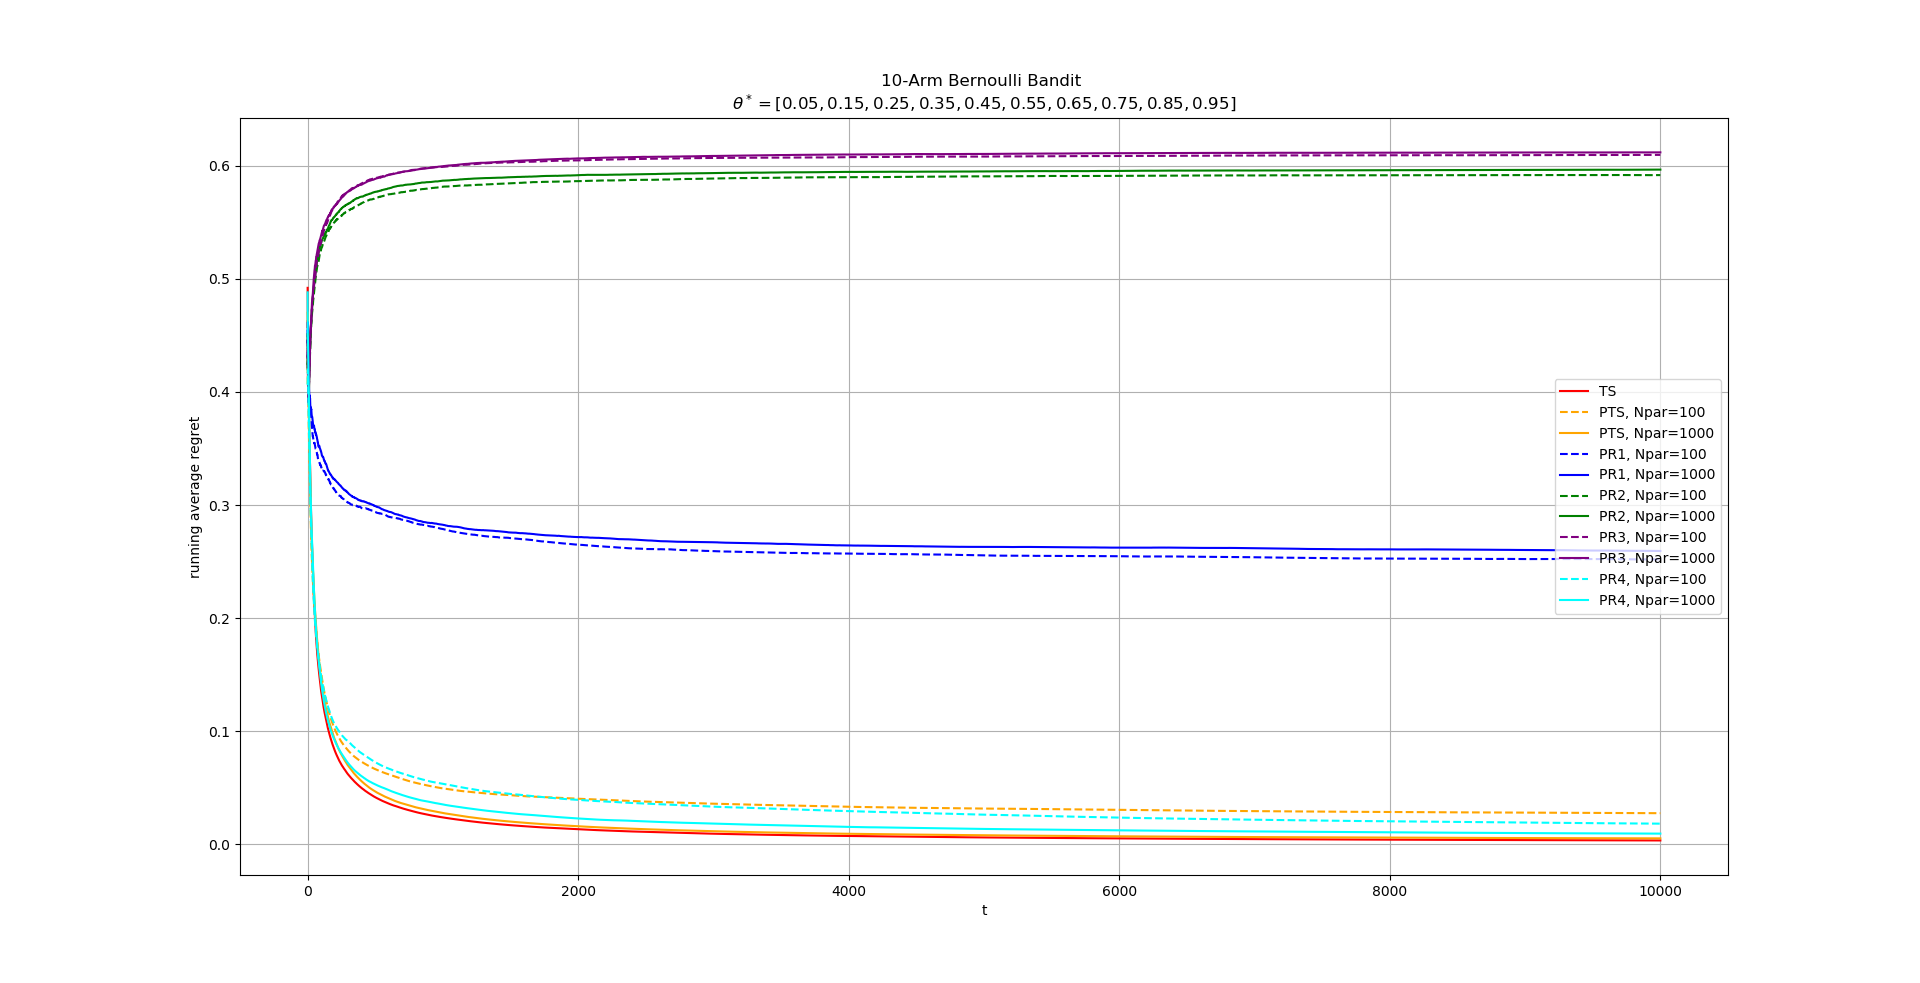 10-Arm Bernoulli Bandit
θ* = [0.05, 0.15, 0.25, 0.35, 0.45, 0.55, 0.65, 0.75, 0.85, 0.95]
running average regret
0.6
0.5
0.4
0.3
0.2
0.1
0.0
TS
PTS, Npar=100
PTS, Npar=1000
PR1, Npar=100
PR1, Npar=1000
PR2, Npar=100
PR2, Npar=1000
PR3, Npar=100
PR3, Npar=1000
PR4, Npar=100
PR4, Npar=1000
0 2000 4000 6000 8000 10000
t